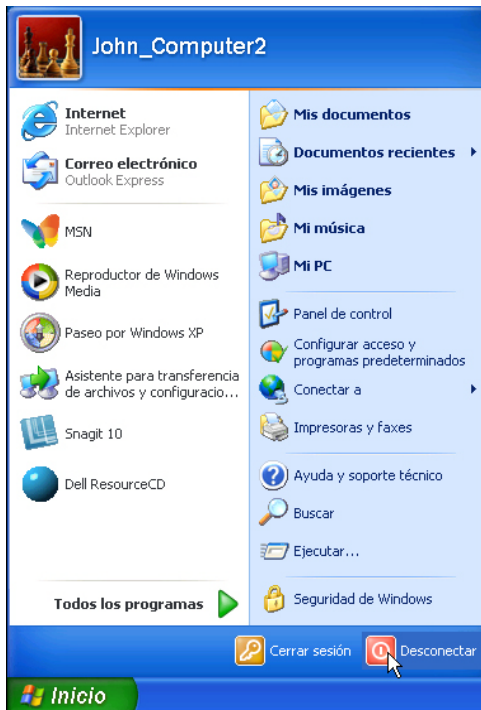 John_Computer2
Internet
Internet Explorer
Correo electrónico
Outlook Express
MSN
Reproductor de Windows
Media
Paseo por Windows XP
Asistente para transferencia
de archivos y configuracio...
Snagit 10
Dell ResourceCD
Todos los programas
Mis documentos
Documentos recientes
Mis imágenes
Mi música
Mi PC
Panel de control
Configurar acceso y
programas predeterminados
Conectar a
Impresoras y faxes
Ayuda y soporte técnico
Buscar
Ejecutar...
Seguridad de Windows
Cerrar sesión
Desconectar
Inicio